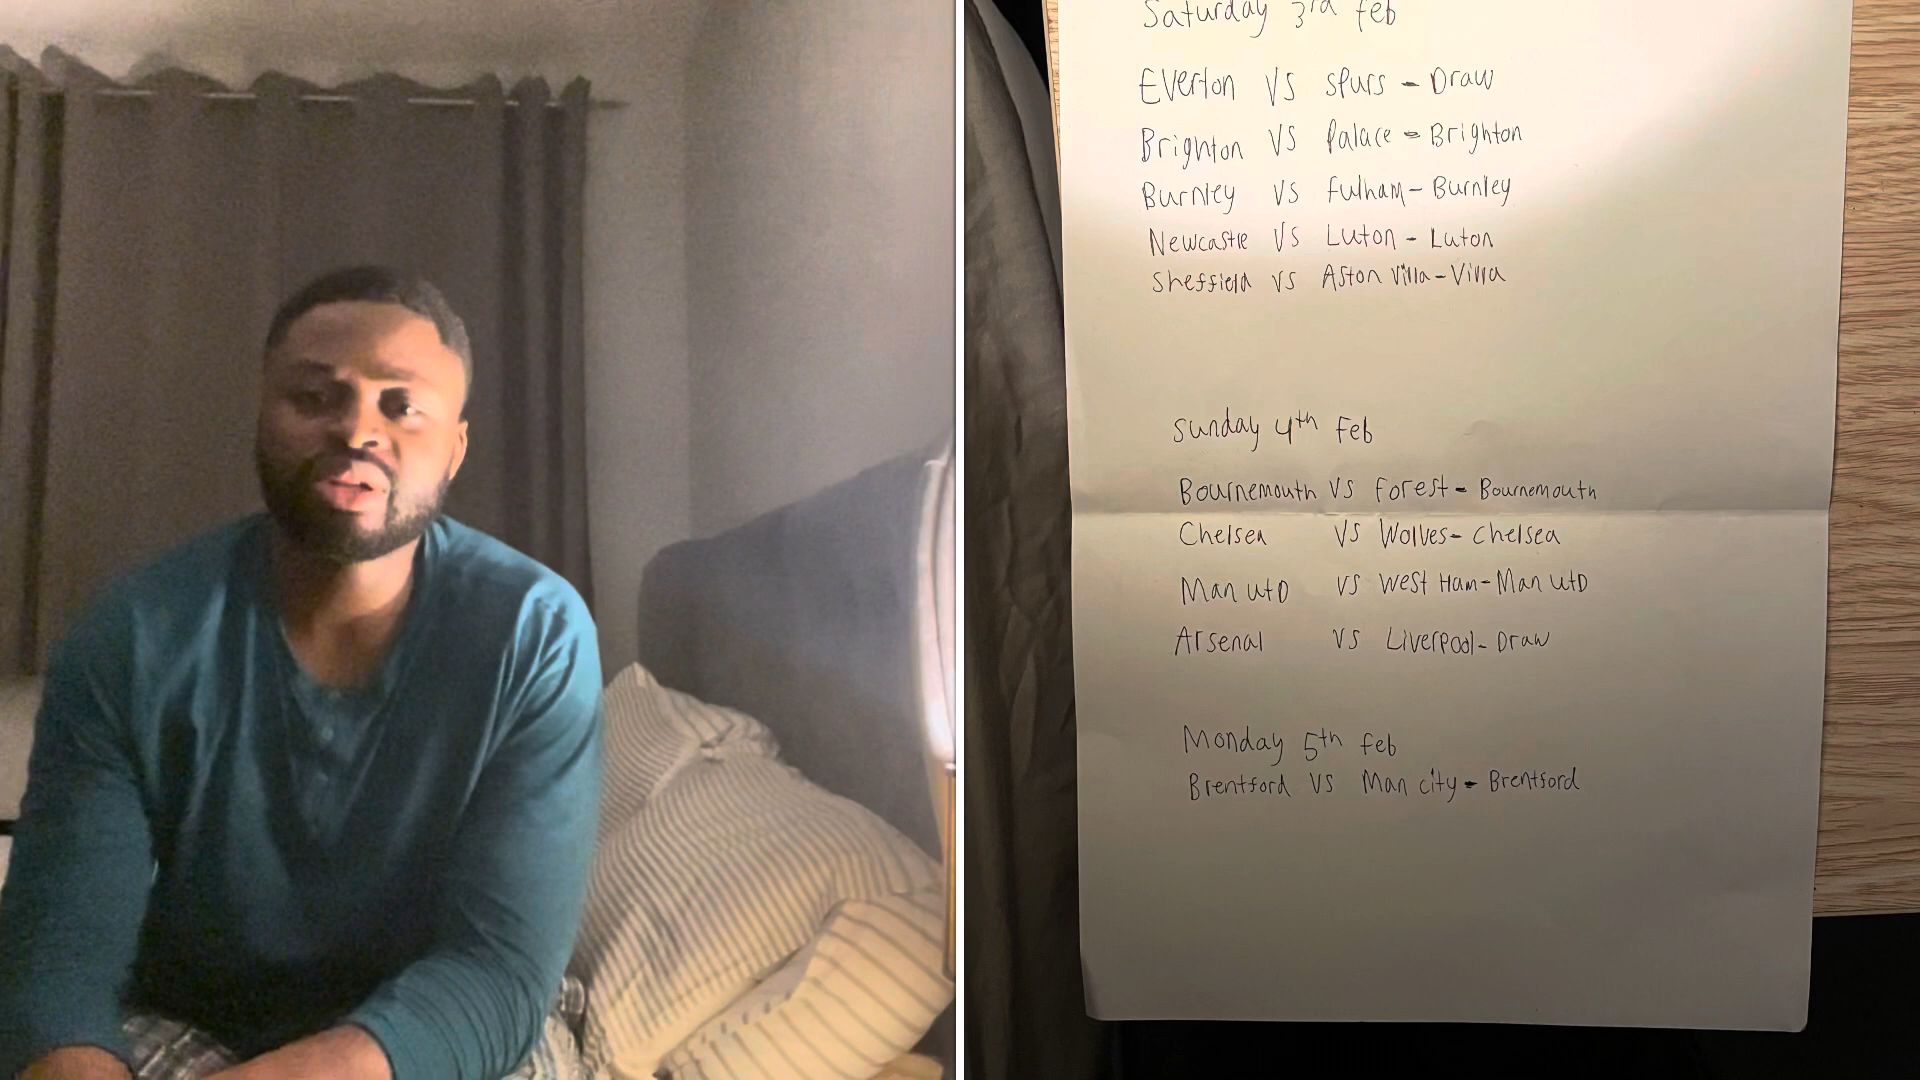 Saturday 3rd Feb
Everton VS Spurs - Draw
Brighton VS Palace - Brighton
Burnley VS Fulham - Burnley
Newcastle VS Luton - Luton
Sheffield VS Aston Villa - Villa
Sunday 4th Feb
Bournemouth VS Forest - Bournemouth
Chelsea VS Wolves - Chelsea
Man utD VS West Ham - Man utD
Arsenal VS Liverpool - Draw
Monday 5th Feb
Brentford VS Man city - Brentford